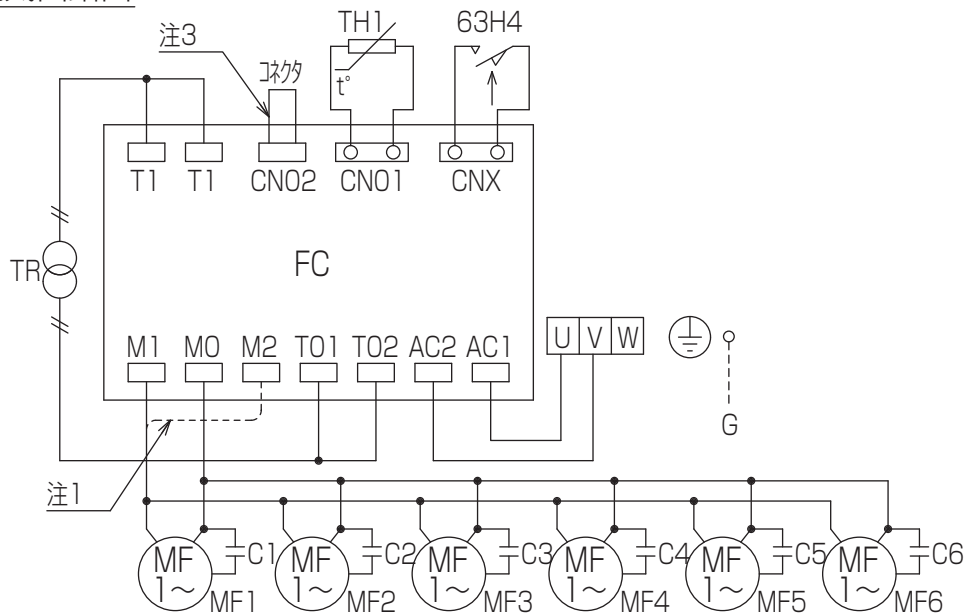 注3
TH1
63H4
コネクタ
t°
T1 T1 CN02 CN01 CNX
FC
TR
M1 M0 M2 T01 T02 AC2 AC1
U V W
G
注1
MF 1~ C1 MF1
MF 1~ C2 MF2
MF 1~ C3 MF3
MF 1~ C4 MF4
MF 1~ C5 MF5
MF 1~ C6 MF6